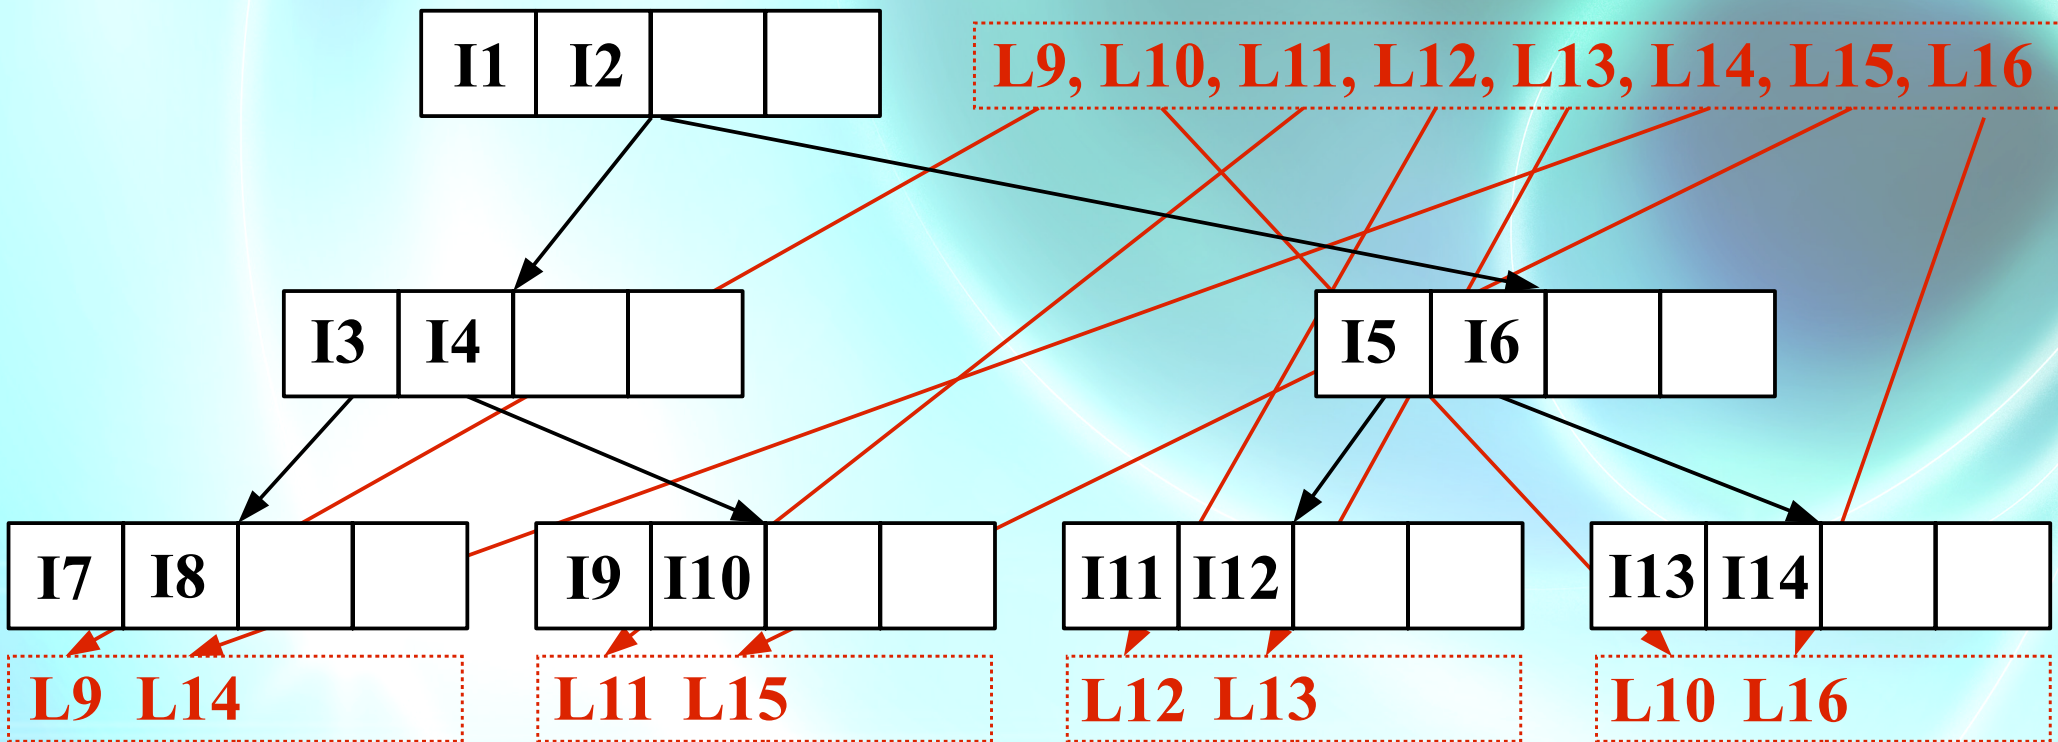 I1 I2
L9, L10, L11, L12, L13, L14, L15, L16
I3 I4
I5 I6
I7 I8
I9 I10
I11 I12
I13 I14
L9 L14
L11 L15
L12 L13
L10 L16